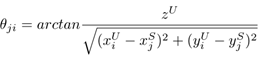 θ_{ji} = arctan \frac{z^U}{\sqrt{(x_i^U - x_j^S)^2 + (y_i^U - y_j^S)^2}}